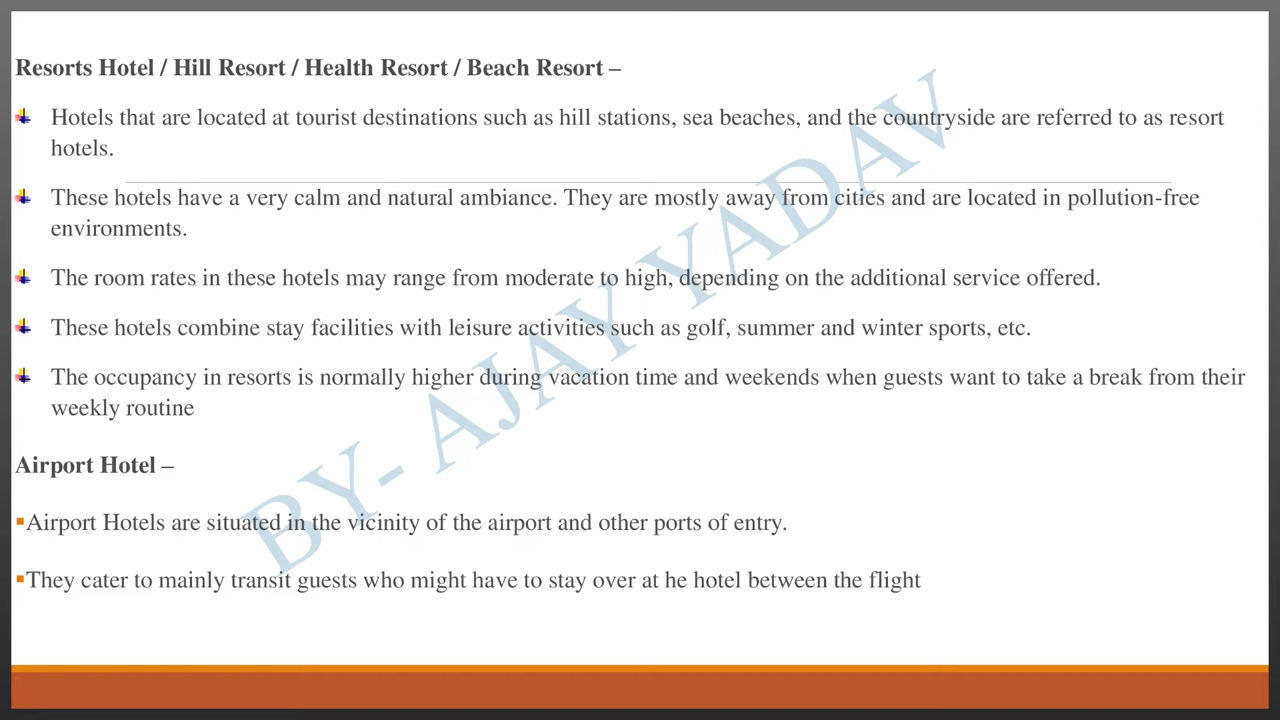 Resorts Hotel / Hill Resort / Health Resort / Beach Resort –
Hotels that are located at tourist destinations such as hill stations, sea beaches, and the countryside are referred to as resort
hotels.
These hotels have a very calm and natural ambiance. They are mostly away from cities and are located in pollution-free
environments.
The room rates in these hotels may range from moderate to high, depending on the additional service offered.
These hotels combine stay facilities with leisure activities such as golf, summer and winter sports, etc.
The occupancy in resorts is normally higher during vacation time and weekends when guests want to take a break from their
weekly routine
Airport Hotel –
Airport Hotels are situated in the vicinity of the airport and other ports of entry.
They cater to mainly transit guests who might have to stay over at he hotel between the flight
BY- AJAY YADAV